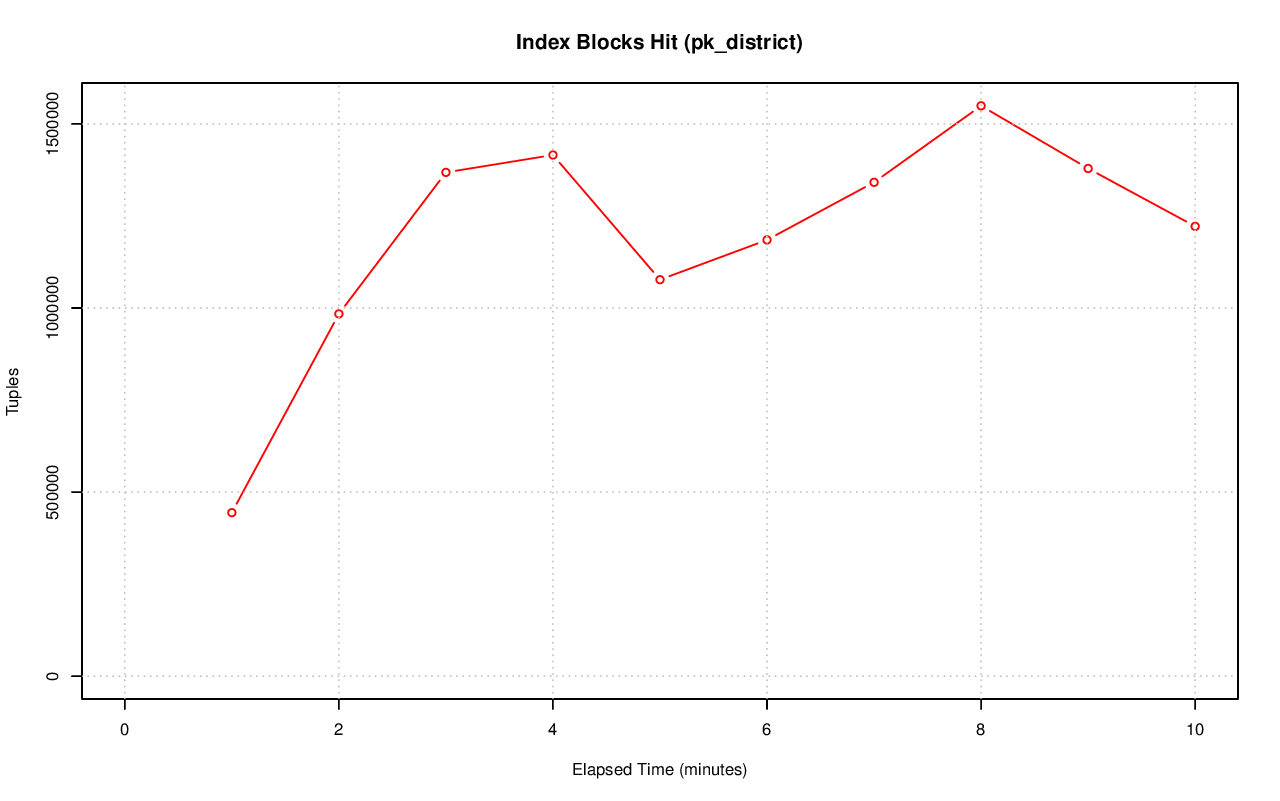 Index Blocks Hit (pk_district)
1500000
1000000
500000
0
Tuples
0 2 4 6 8 10
Elapsed Time (minutes)